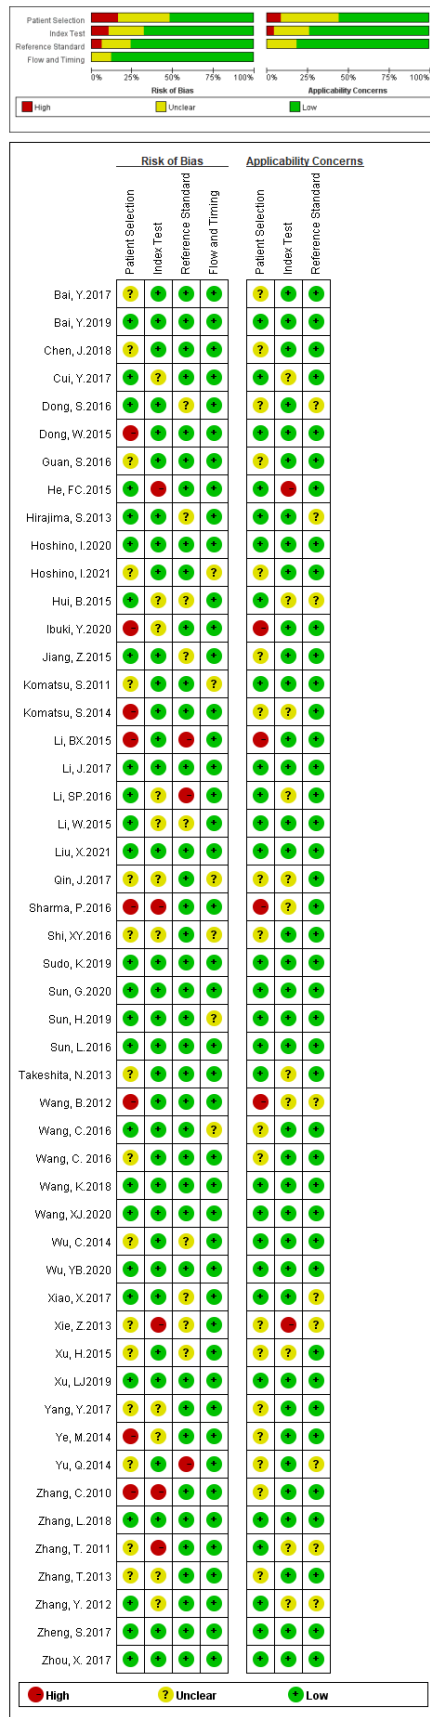 Patient Selection
Index Test
Reference Standard
Flow and Timing
0% 25% 50% 75% 100% 0% 25% 50% 75% 100%
Risk of Bias Applicability Concerns
High Unclear Low
Risk of Bias Applicability Concerns
Patient Selection Index Test Reference Standard Flow and Timing Patient Selection Index Test Reference Standard
Bai, Y.2017 ? + + + ? + +
Bai, Y.2019 + + + + + + +
Chen, J.2018 ? + + + ? + +
Cui, Y.2017 + ? + + + ? +
Dong, S.2016 + + ? + ? + ?
Dong, W.2015 - + + + + + +
Guan, S.2016 ? + + + ? + +
He, FC.2015 + - + + + - +
Hirajima, S.2013 + + ? + + + ?
Hoshino, I.2020 + + + + + + +
Hoshino, I.2021 ? + + ? ? + +
Hui, B.2015 + ? ? + + ? ?
Ibuki, Y.2020 - ? + + - + +
Jiang, Z.2015 + + ? + ? + +
Komatsu, S.2011 ? + + ? + + +
Komatsu, S.2014 - + + + ? ? +
Li, BX.2015 - + - + - + +
Li, J.2017 + + + + + + +
Li, SP.2016 + ? - + + ? +
Li, W.2015 + ? ? + + + +
Liu, X.2021 + + + + + + +
Qin, J.2017 ? ? + ? ? ? +
Sharma, P.2016 - - + + - ? +
Shi, XY.2016 ? ? + ? ? + +
Sudo, K.2019 + + + + + + +
Sun, G.2020 + + + + + + +
Sun, H.2019 + + + ? + + +
Sun, L.2016 + + + + + + +
Takeshita, N.2013 ? + + + + ? +
Wang, B.2012 - + + + - ? ?
Wang, C.2016 + + + ? ? + +
Wang, C. 2016 ? + + + ? + +
Wang, K.2018 + + + + + + +
Wang, XJ.2020 + + + + + + +
Wu, C.2014 ? + ? + + + +
Wu, YB.2020 + + + + + + +
Xiao, X.2017 + + ? + + + ?
Xie, Z.2013 ? - ? + ? - ?
Xu, H.2015 ? + ? + ? ? +
Xu, LJ2019 + + + + + + +
Yang, Y.2017 ? ? + + ? + +
Ye, M.2014 - ? + + ? + +
Yu, Q.2014 ? + - + ? + ?
Zhang, C.2010 - - + + ? + +
Zhang, L.2018 + + + + + + +
Zhang, T. 2011 ? - + + + ? ?
Zhang, T.2013 ? ? + + ? + +
Zhang, Y. 2012 + ? + + + ? ?
Zheng, S.2017 + + + + + + +
Zhou, X. 2017 + + + + + + +
- High ? Unclear + Low